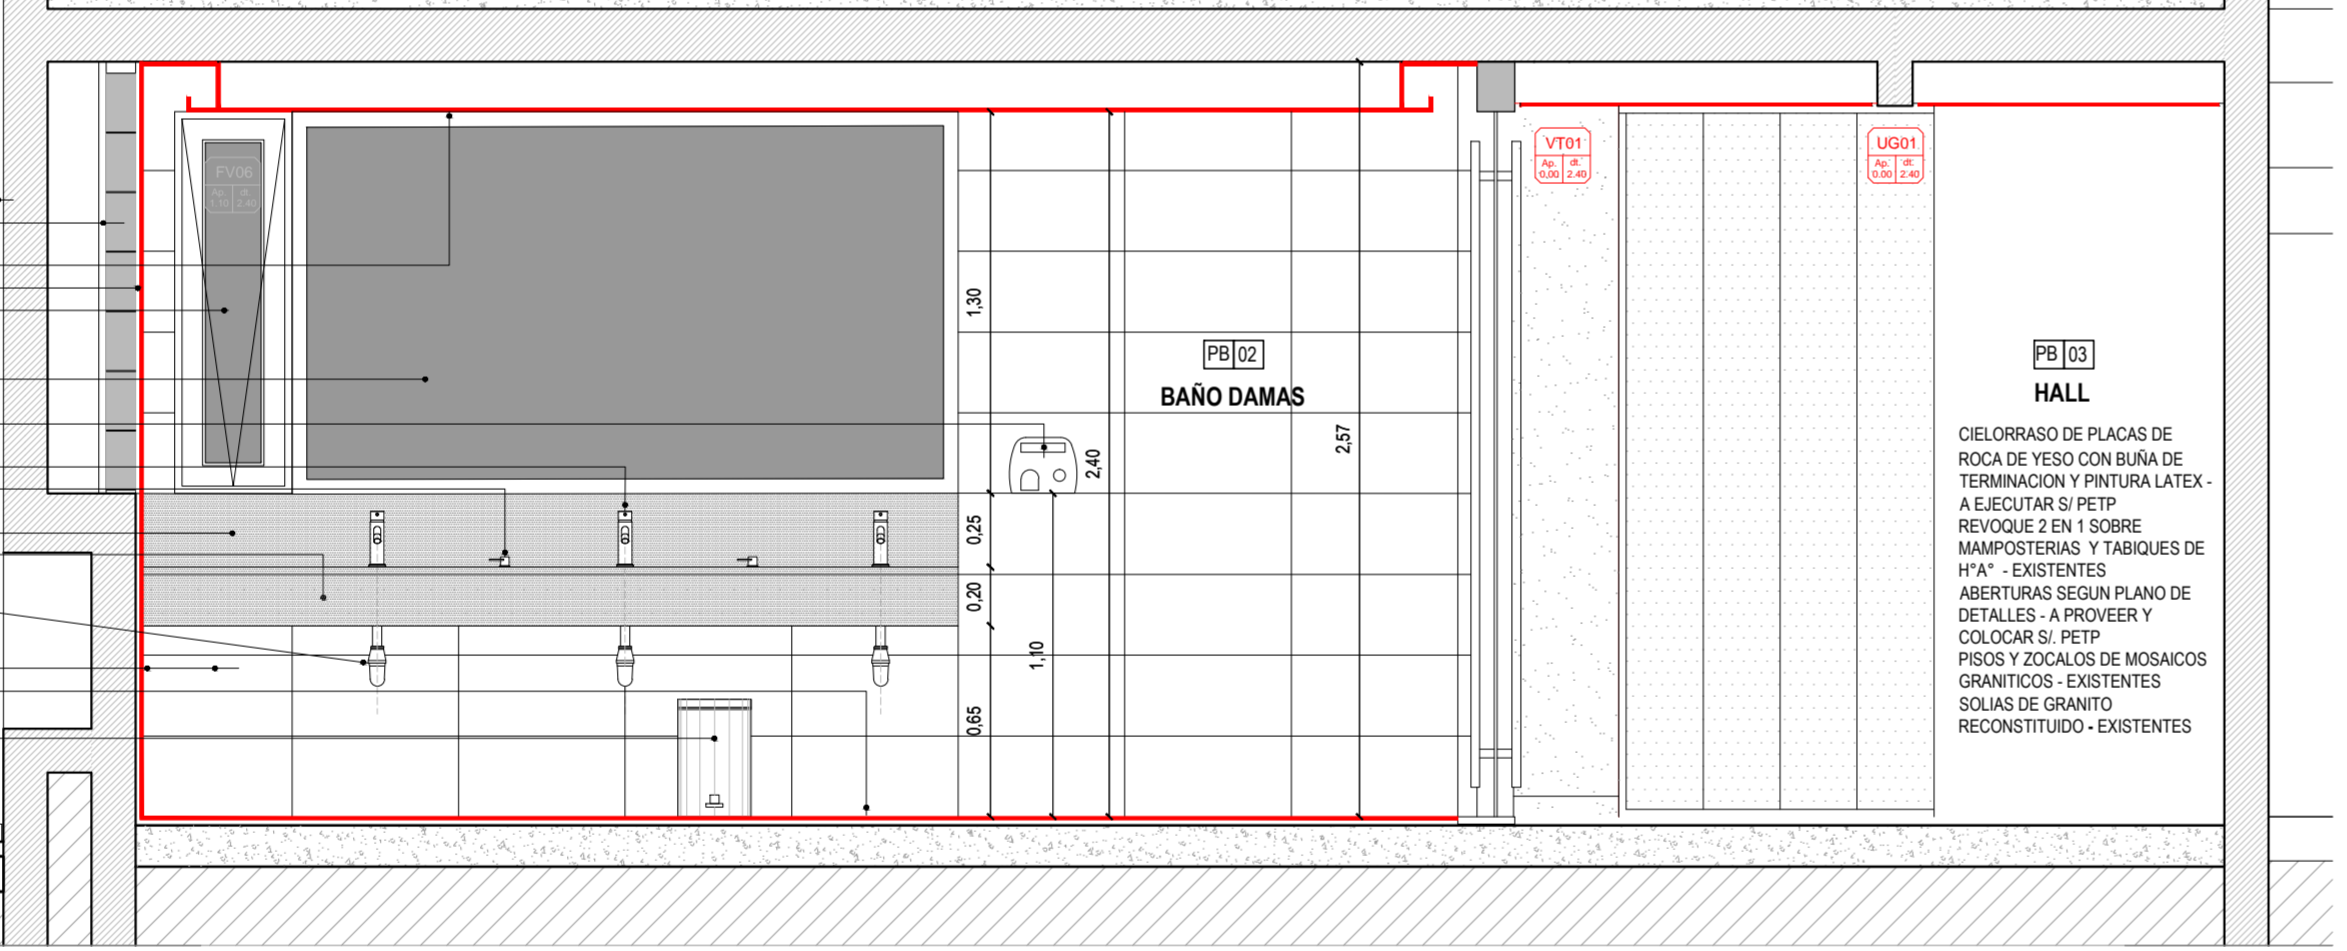 FV06
Ap. dt.
1.10 2.40
VT01
Ap. dt.
0,00 2.40
UG01
Ap. dt.
0.00 2.40
1,30
0,25
0,20
0,65
1,10
2,40
2,57
PB 02
BAÑO DAMAS
PB 03
HALL
CIELORRASO DE PLACAS DE
ROCA DE YESO CON BUÑA DE
TERMINACION Y PINTURA LATEX -
A EJECUTAR S/ PETP
REVOQUE 2 EN 1 SOBRE
MAMPOSTERIAS Y TABIQUES DE
H°A° - EXISTENTES
ABERTURAS SEGUN PLANO DE
DETALLES - A PROVEER Y
COLOCAR S/. PETP
PISOS Y ZOCALOS DE MOSAICOS
GRANITICOS - EXISTENTES
SOLIAS DE GRANITO
RECONSTITUIDO - EXISTENTES